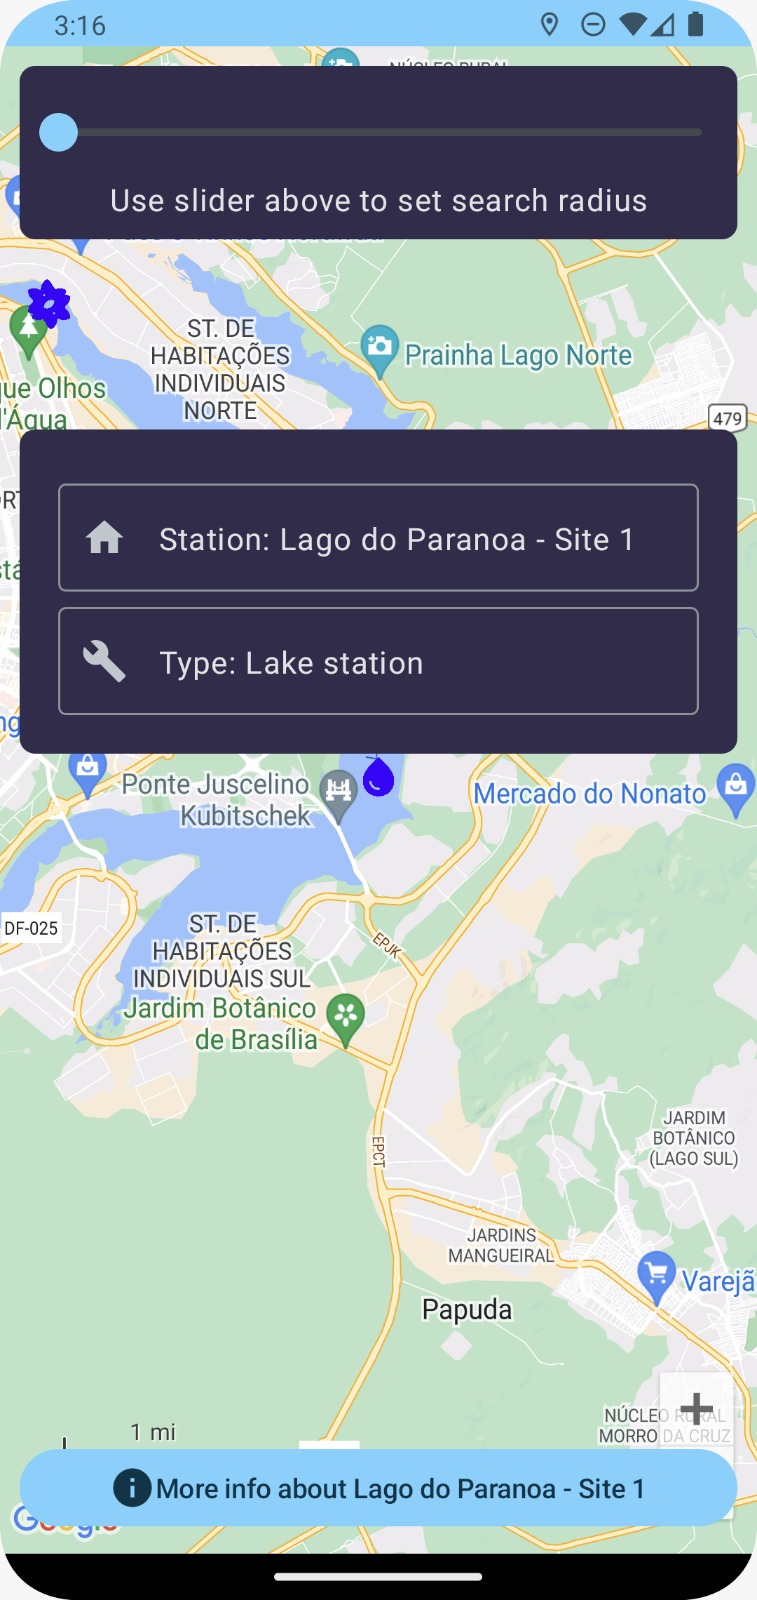 3:16
Use slider above to set search radius
ST. DE
HABITAÇÕES
INDIVIDUAIS
NORTE
Prainha Lago Norte
que Olhos
d'Água
479
Station: Lago do Paranoa - Site 1
Type: Lake station
Ponte Juscelino
Kubitschek
Mercado do Nonato
DF-025
ST. DE
HABITAÇÕES
INDIVIDUAIS SUL
EPJK
Jardim Botânico
de Brasília
JARDIM
BOTÂNICO
(LAGO SUL)
EPCT
JARDINS
MANGUEIRAL
Varejã
Papuda
NÚCLEO RURAL
MORRO DA CRUZ
1 mi
More info about Lago do Paranoa - Site 1
Google